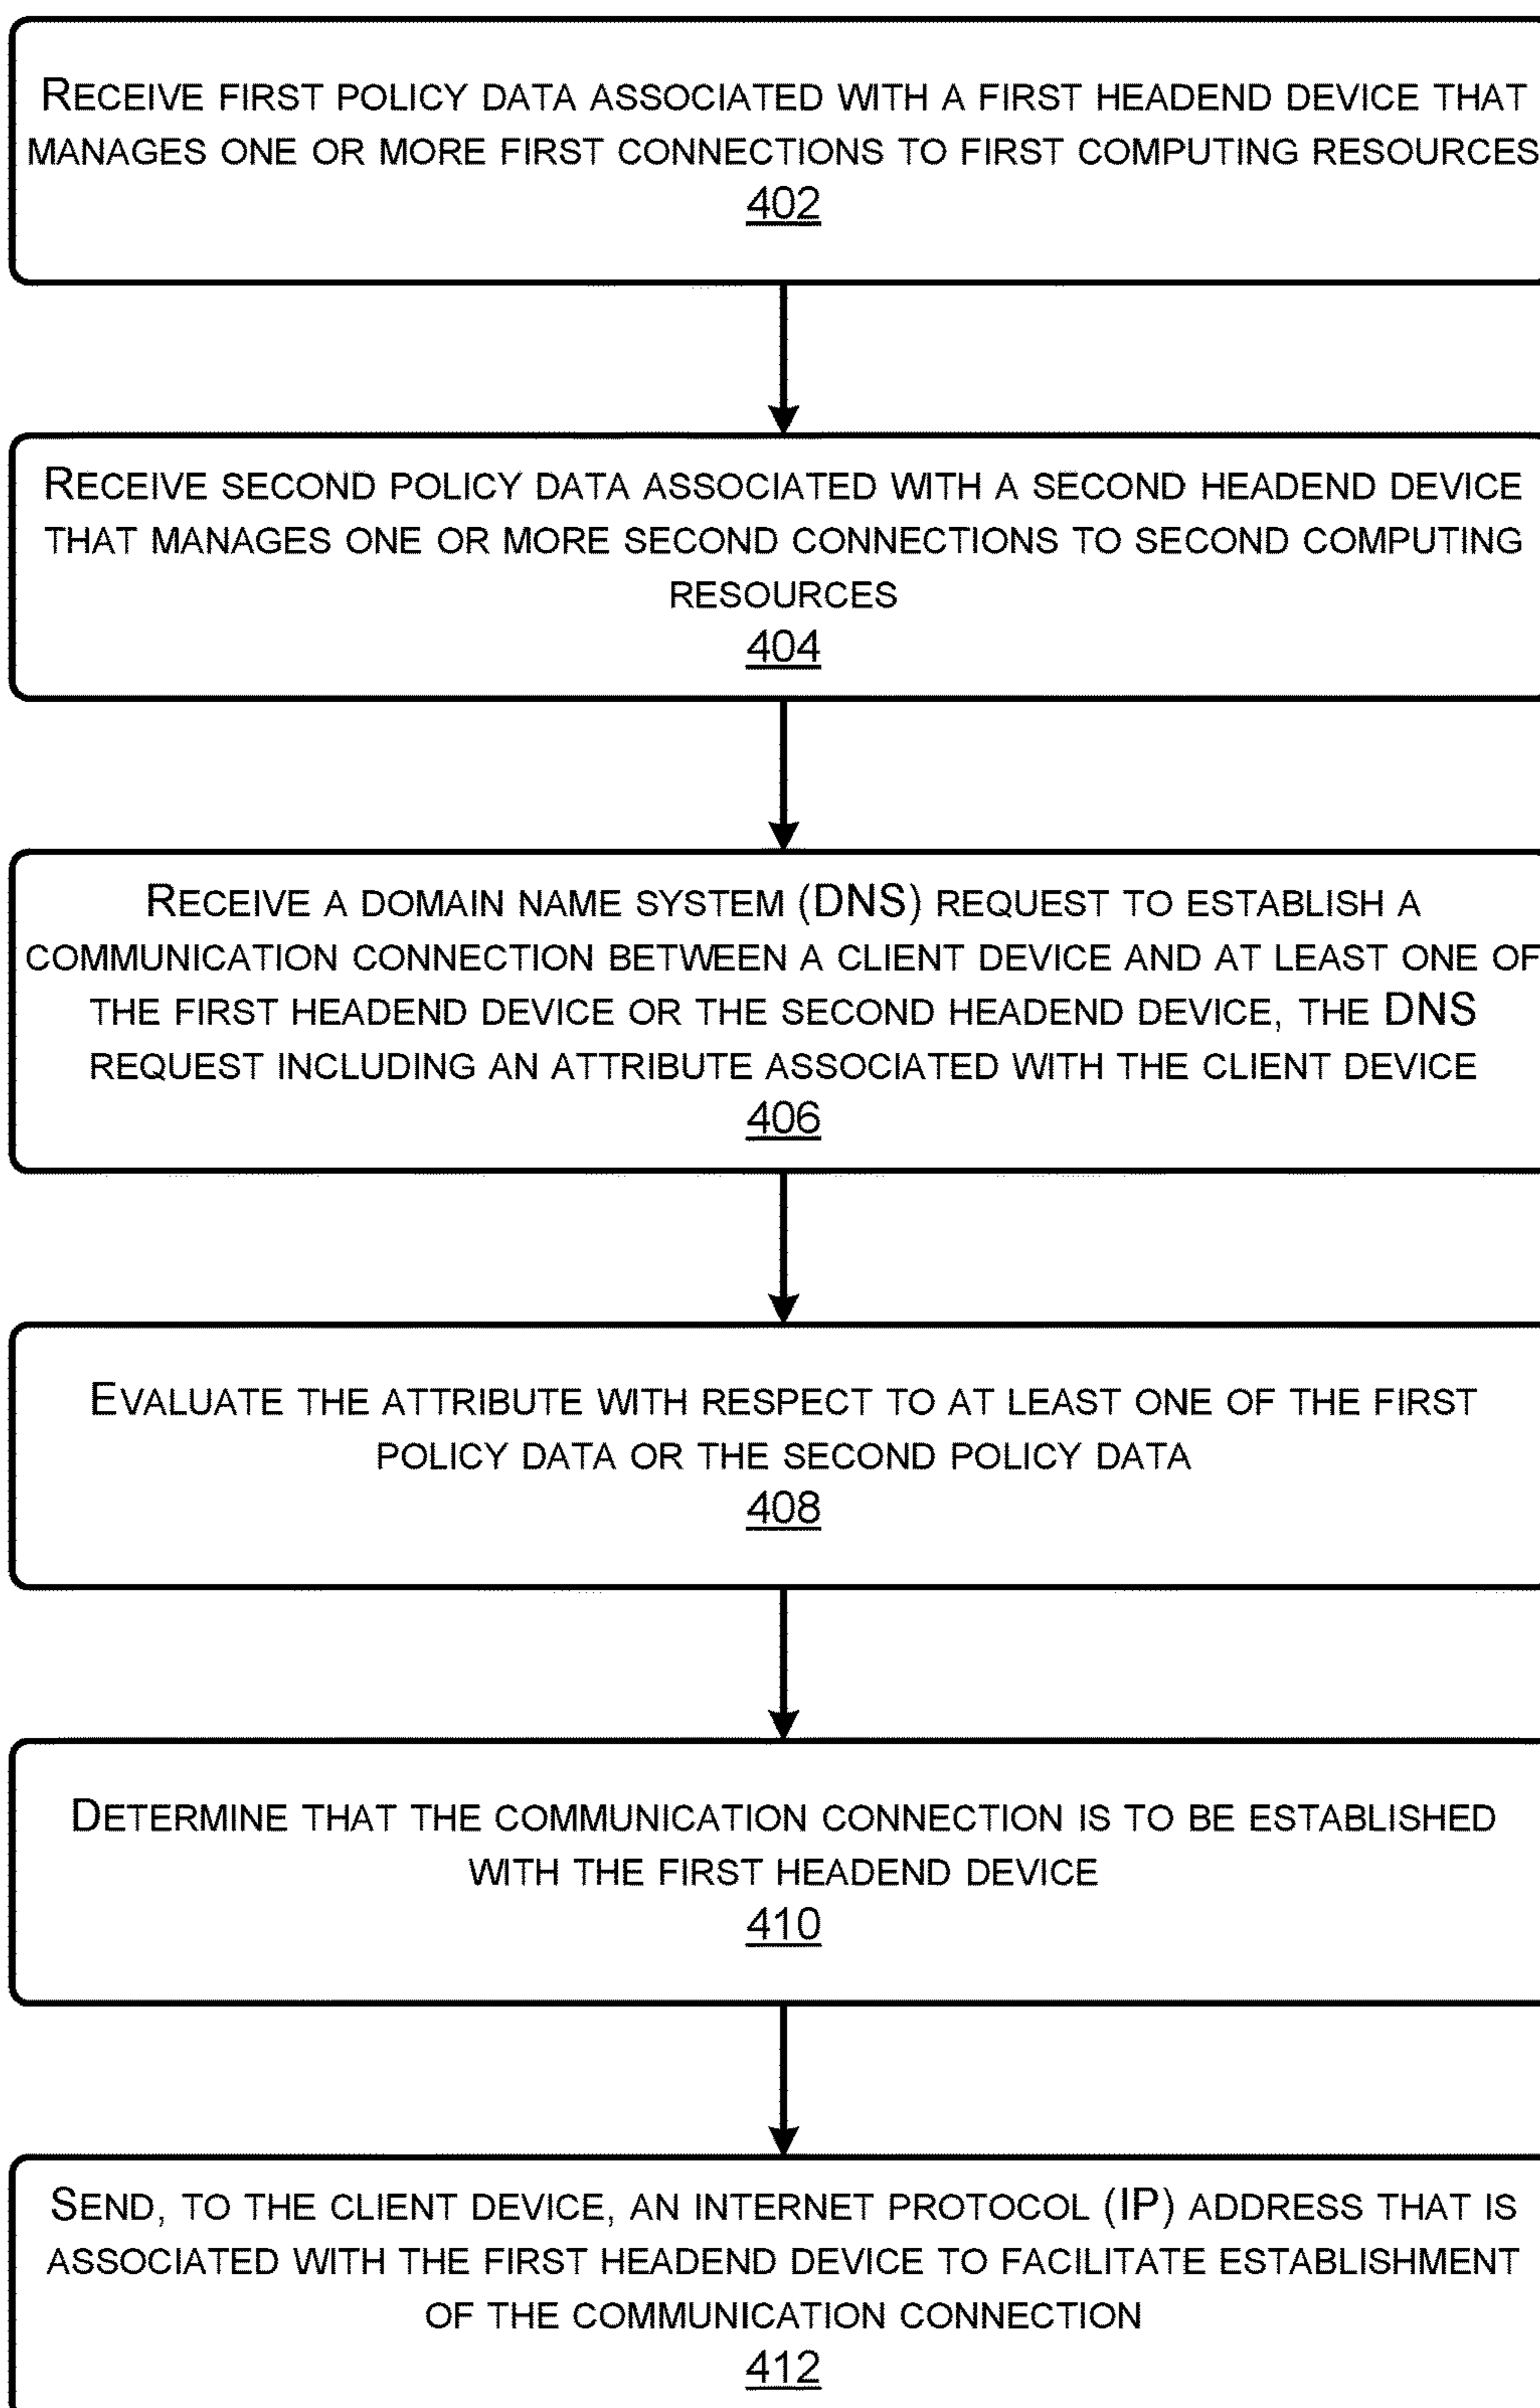 RECEIVE FIRST POLICY DATA ASSOCIATED WITH A FIRST HEADEND DEVICE THAT
MANAGES ONE OR MORE FIRST CONNECTIONS TO FIRST COMPUTING RESOURCES
402
RECEIVE SECOND POLICY DATA ASSOCIATED WITH A SECOND HEADEND DEVICE
THAT MANAGES ONE OR MORE SECOND CONNECTIONS TO SECOND COMPUTING
RESOURCES
404
RECEIVE A DOMAIN NAME SYSTEM (DNS) REQUEST TO ESTABLISH A
COMMUNICATION CONNECTION BETWEEN A CLIENT DEVICE AND AT LEAST ONE OF
THE FIRST HEADEND DEVICE OR THE SECOND HEADEND DEVICE, THE DNS
REQUEST INCLUDING AN ATTRIBUTE ASSOCIATED WITH THE CLIENT DEVICE
406
EVALUATE THE ATTRIBUTE WITH RESPECT TO AT LEAST ONE OF THE FIRST
POLICY DATA OR THE SECOND POLICY DATA
408
DETERMINE THAT THE COMMUNICATION CONNECTION IS TO BE ESTABLISHED
WITH THE FIRST HEADEND DEVICE
410
SEND, TO THE CLIENT DEVICE, AN INTERNET PROTOCOL (IP) ADDRESS THAT IS
ASSOCIATED WITH THE FIRST HEADEND DEVICE TO FACILITATE ESTABLISHMENT
OF THE COMMUNICATION CONNECTION
412